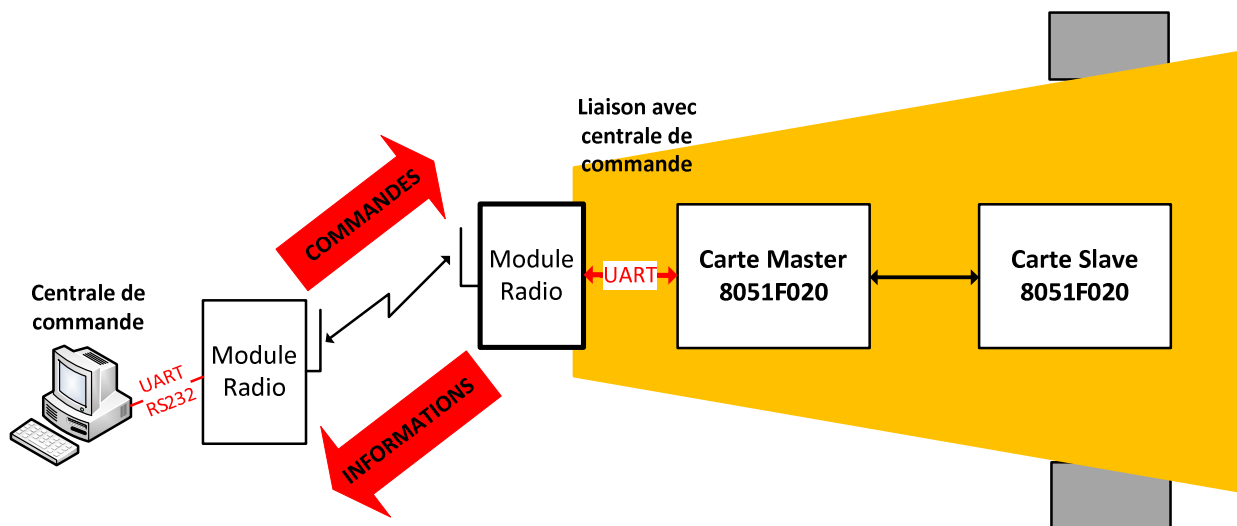 Liaison avec
centrale de
commande
COMMANDES
Module
Radio
UART
Carte Master
8051F020
Carte Slave
8051F020
Centrale de
commande
Module
Radio
UART
RS232
INFORMATIONS